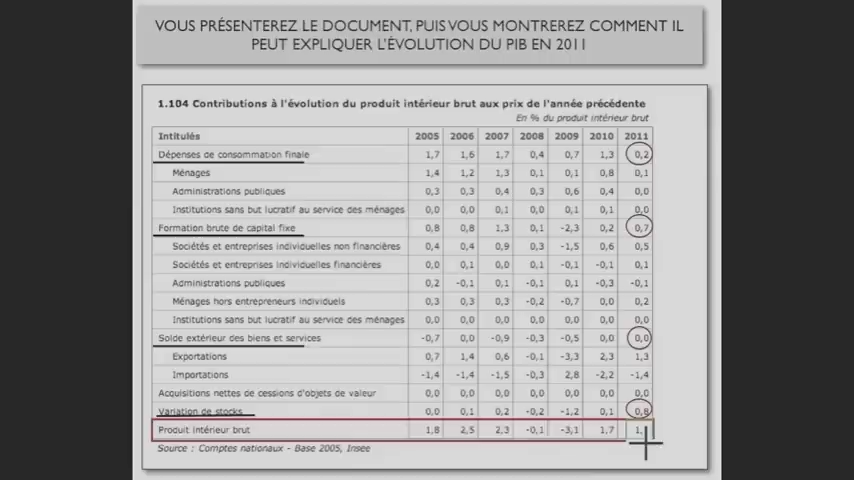 VOUS PRÉSENTEREZ LE DOCUMENT, PUIS VOUS MONTREREZ COMMENT IL
PEUT EXPLIQUER L'ÉVOLUTION DU PIB EN 2011
1.104 Contributions à l'évolution du produit intérieur brut aux prix de l'année précédente
En % du produit intérieur brut
Intitulés 2005 2006 2007 2008 2009 2010 2011
Dépenses de consommation finale 1,7 1,6 1,7 0,4 0,7 1,3 0,2
Ménages 1,4 1,2 1,3 0,1 0,1 0,8 0,1
Administrations publiques 0,3 0,3 0,4 0,3 0,6 0,4 0,0
Institutions sans but lucratif au service des ménages 0,0 0,0 0,1 0,0 0,1 0,1 0,0
Formation brute de capital fixe 0,8 0,8 1,3 0,1 -2,3 0,2 0,7
Sociétés et entreprises individuelles non financières 0,4 0,4 0,9 0,3 -1,5 0,6 0,5
Sociétés et entreprises individuelles financières 0,0 0,1 0,0 0,1 -0,1 -0,1 0,1
Administrations publiques 0,2 -0,1 0,1 -0,1 0,1 -0,3 -0,1
Ménages hors entrepreneurs individuels 0,3 0,3 0,3 -0,2 -0,7 0,0 0,2
Institutions sans but lucratif au service des ménages 0,0 0,0 0,0 0,0 0,0 0,0 0,0
Solde extérieur des biens et services -0,7 0,0 -0,9 -0,3 -0,5 0,0 0,0
Exportations 0,7 1,4 0,6 -0,1 -3,3 2,3 1,3
Importations -1,4 -1,4 -1,5 -0,3 2,8 -2,2 -1,4
Acquisitions nettes de cessions d'objets de valeur 0,0 0,0 0,0 0,0 0,0 0,0 0,0
Variation de stocks 0,0 0,1 0,2 -0,2 -1,2 0,1 0,8
Produit intérieur brut 1,8 2,5 2,3 -0,1 -3,1 1,7
Source : Comptes nationaux - Base 2005, Insee